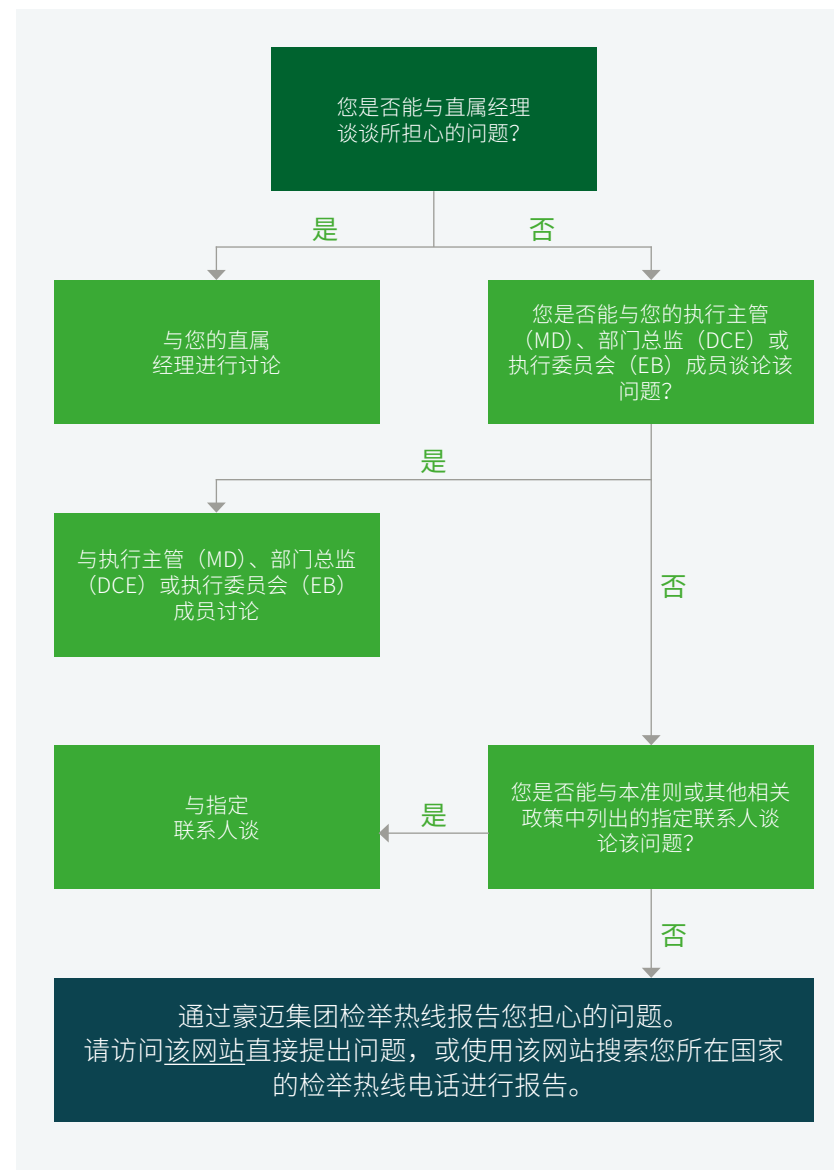 您是否能与直属经理
谈谈所担心的问题？
是
否
与您的直属
经理进行讨论
您是否能与您的执行主管
（MD）、部门总监（DCE）或
执行委员会（EB）成员谈论该
问题？
是
与执行主管（MD）、部门总监
（DCE）或执行委员会（EB）
成员讨论
否
与指定
联系人谈
是
您是否能与本准则或其他相关
政策中列出的指定联系人谈
论该问题？
否
通过豪迈集团检举热线报告您担心的问题。
请访问该网站直接提出问题，或使用该网站搜索您所在国家
的检举热线电话进行报告。